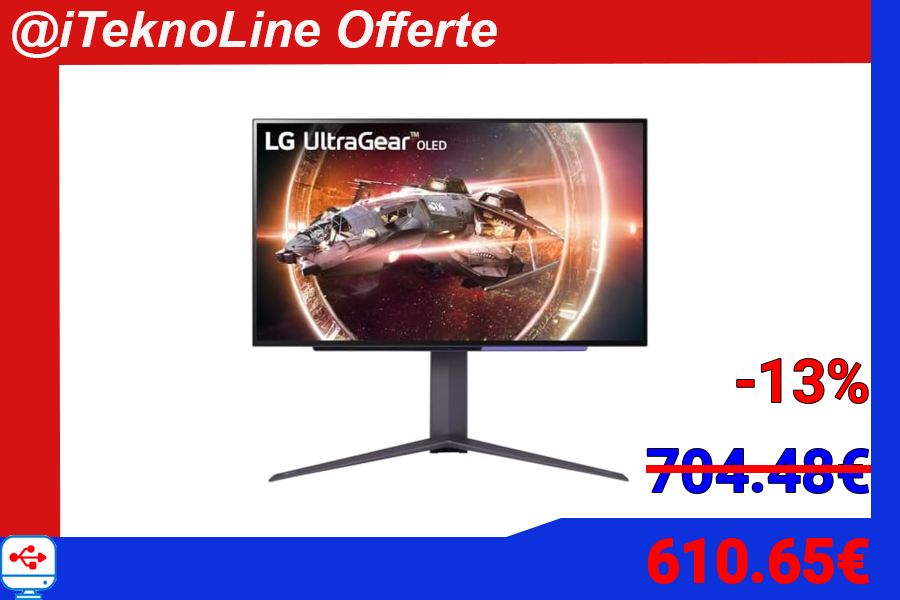 @iTeknoLine Offerte
LG UltraGear™ OLED
-13%
704.48€
610.65€